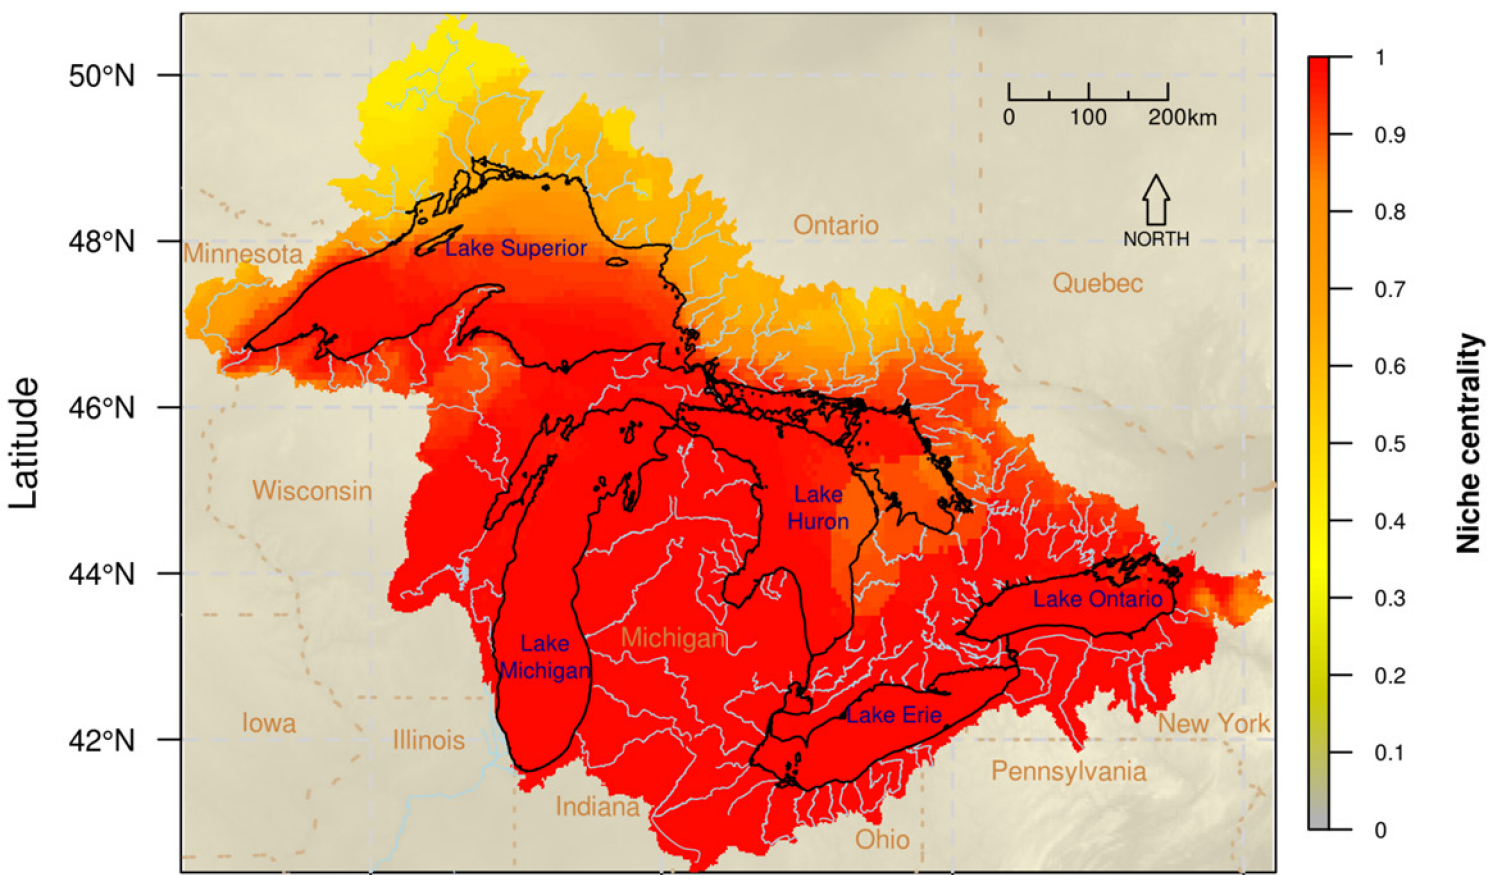 50°N
48°N
46°N
44°N
42°N
Latitude
0 100 200km
NORTH
Ontario
Quebec
Minnesota
Lake Superior
Wisconsin
Lake
Huron
Lake Ontario
Michigan
Lake
Michigan
Lake Erie
Iowa
Illinois
New York
Pennsylvania
Indiana
Ohio
1
0.9
0.8
0.7
0.6
0.5
0.4
0.3
0.2
0.1
0
Niche centrality